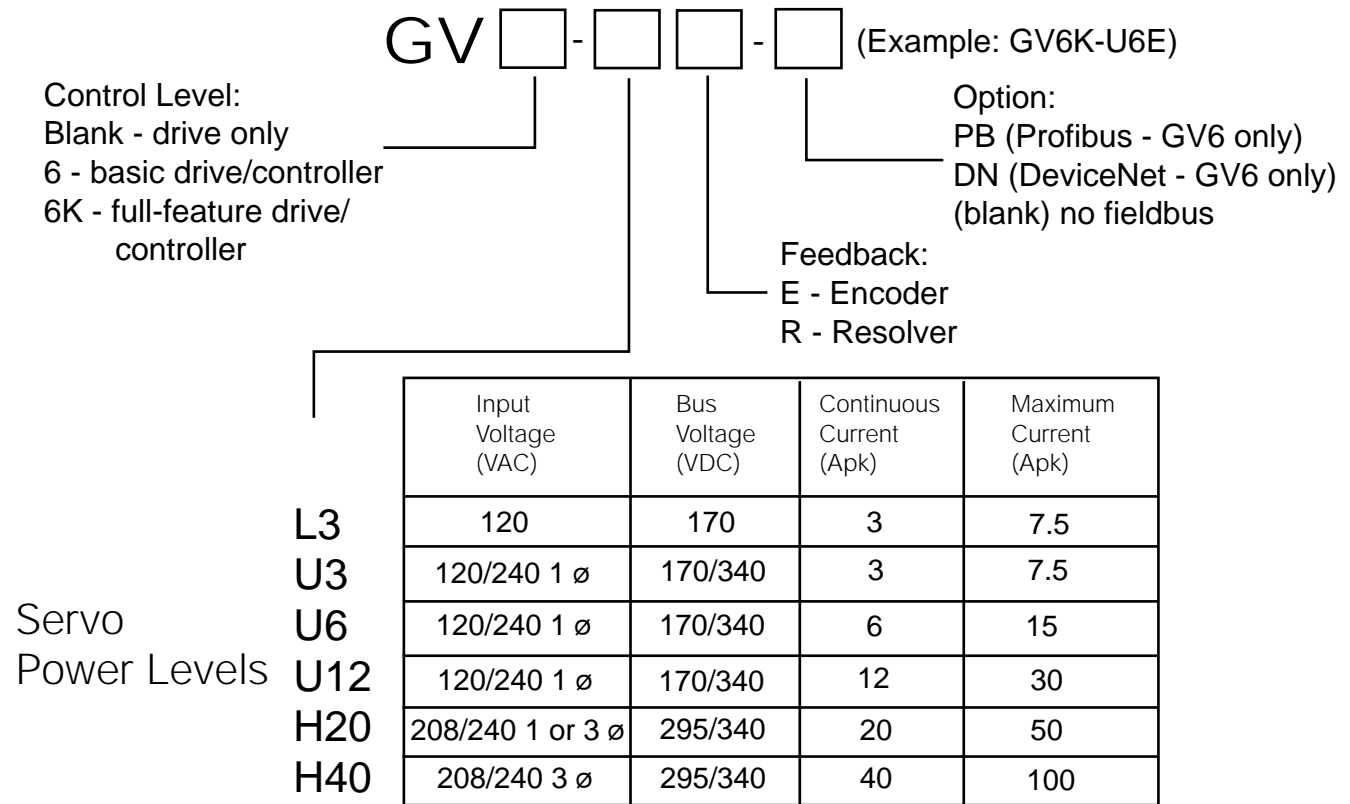 GV - - (Example: GV6K-U6E)
Control Level:
Blank - drive only
6 - basic drive/controller
6K - full-feature drive/
controller
Option:
PB (Profibus - GV6 only)
DN (DeviceNet - GV6 only)
(blank) no fieldbus
Feedback:
E - Encoder
R - Resolver
Input Voltage (VAC) Bus Voltage (VDC) Continuous Current (Apk) Maximum Current (Apk)
Servo Power Levels
L3 120 170 3 7.5
U3 120/240 1 ø 170/340 3 7.5
U6 120/240 1 ø 170/340 6 15
U12 120/240 1 ø 170/340 12 30
H20 208/240 1 or 3 ø 295/340 20 50
H40 208/240 3 ø 295/340 40 100